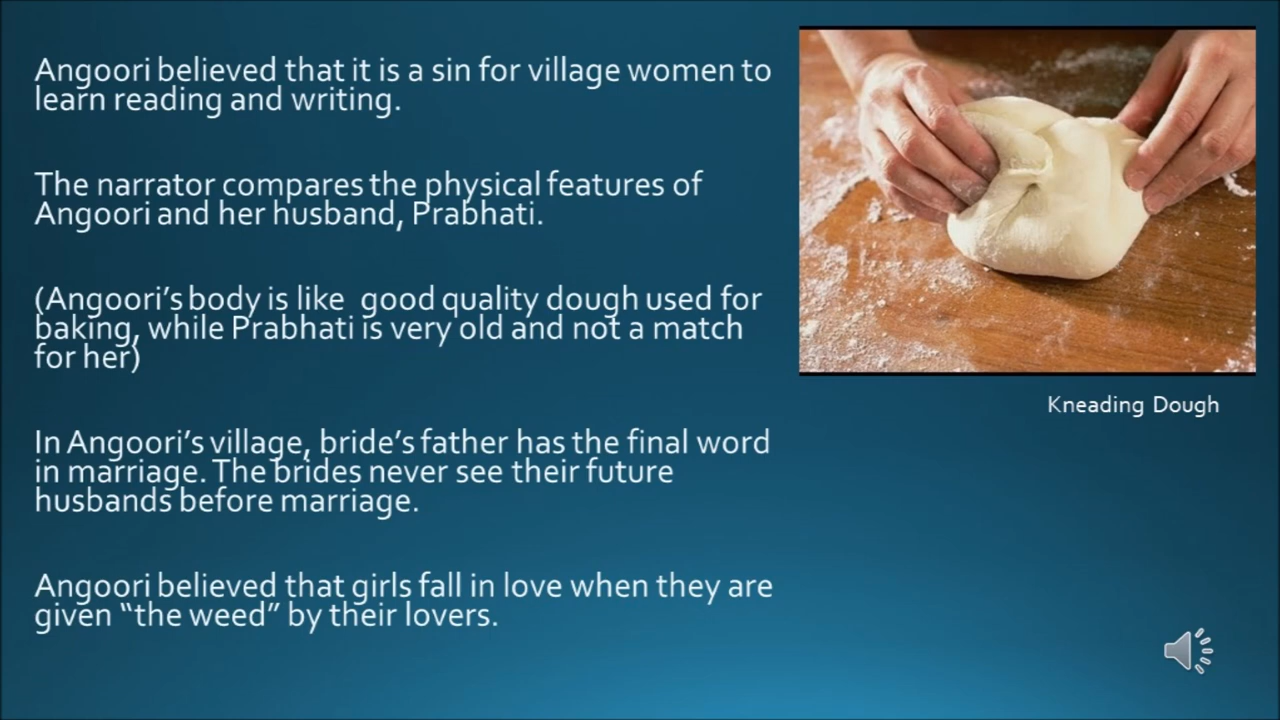 Angoori believed that it is a sin for village women to
learn reading and writing.
The narrator compares the physical features of
Angoori and her husband, Prabhati.
(Angoori's body is like  good quality dough used for
baking, while Prabhati is very old and not a match
for her)
In Angoori's village, bride's father has the final word
in marriage. The brides never see their future
husbands before marriage.
Angoori believed that girls fall in love when they are
given “the weed” by their lovers.
Kneading Dough